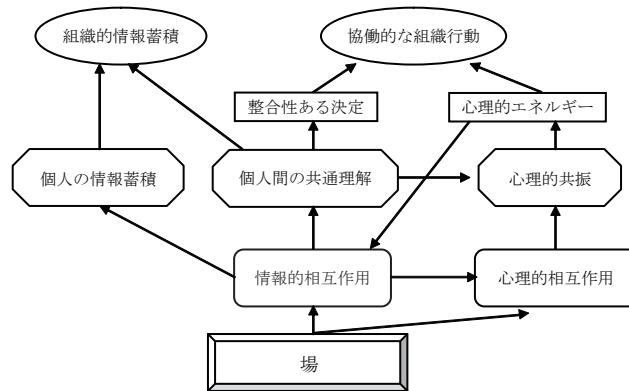 組織的情報蓄積
協働的な組織行動
整合性ある決定
心理的エネルギー
個人の情報蓄積
個人間の共通理解
心理的共振
情報的相互作用
心理的相互作用
場